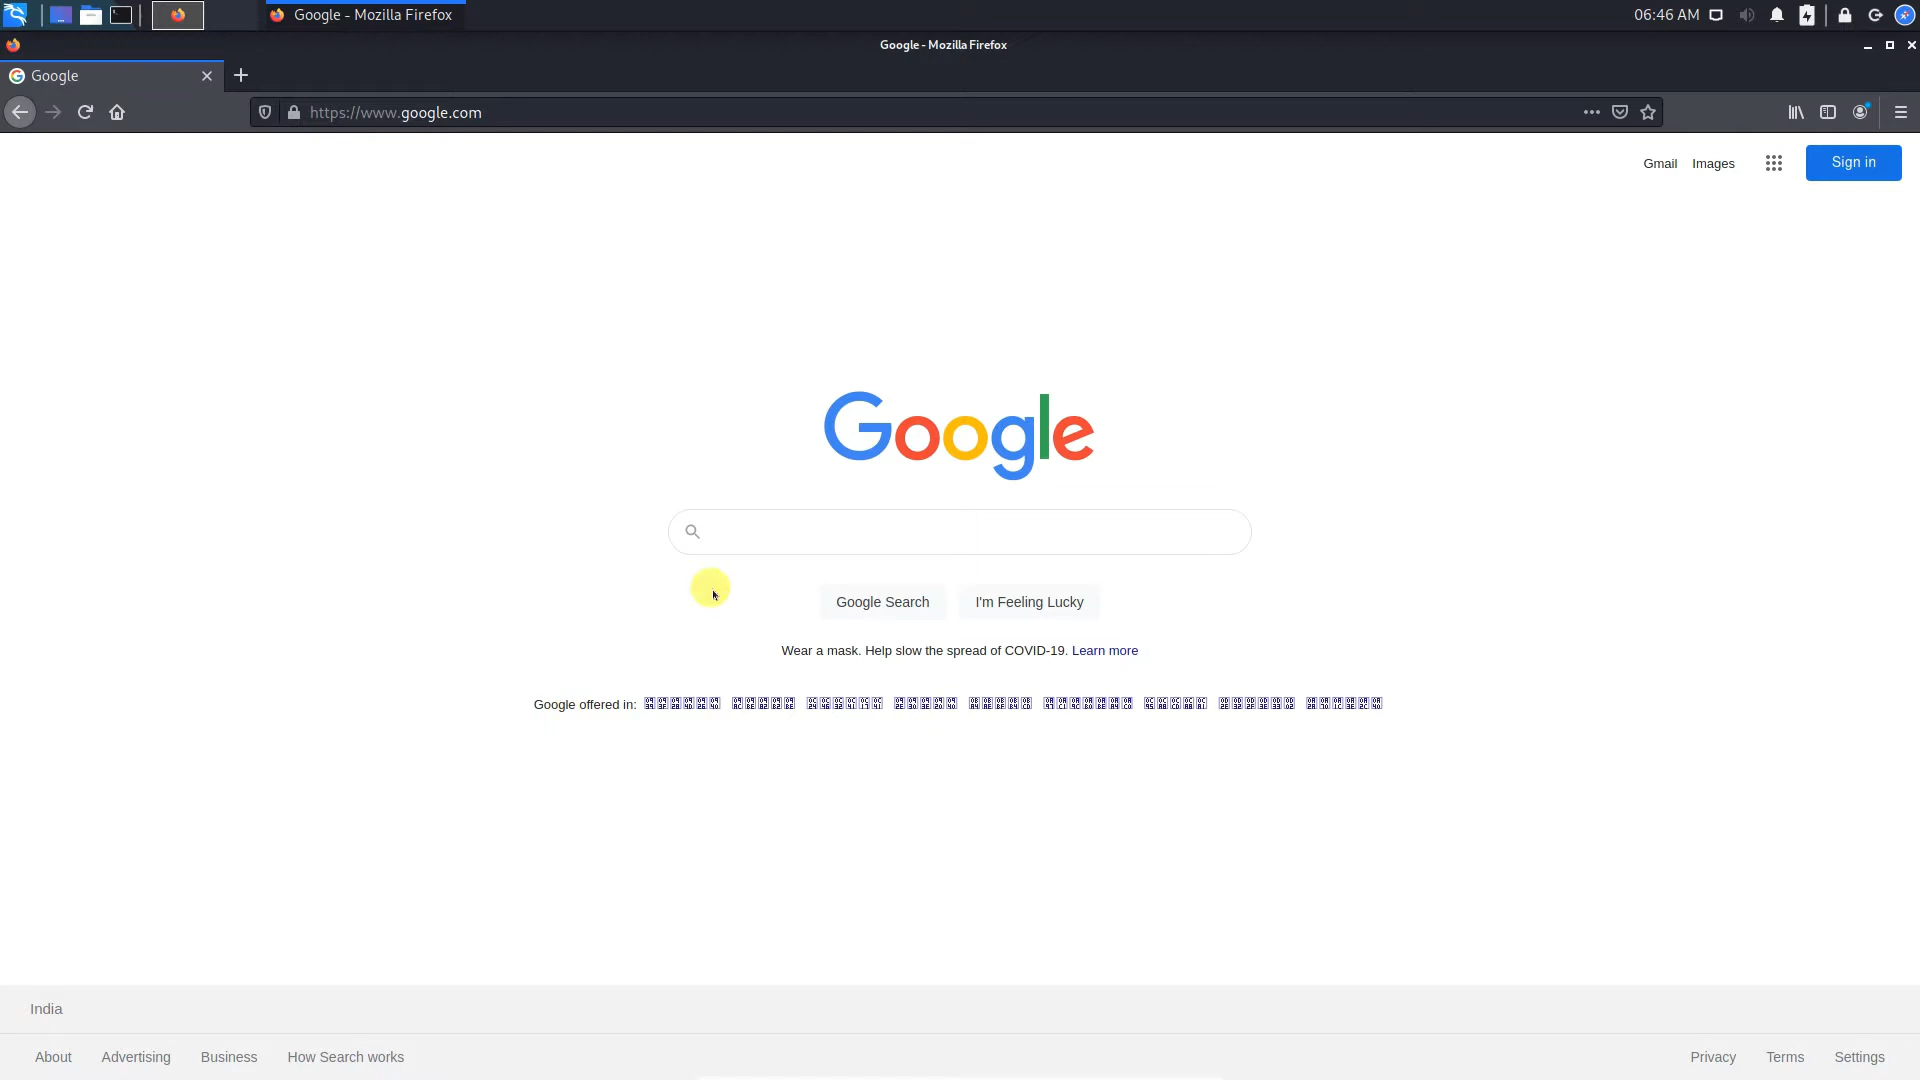 Google - Mozilla Firefox
06:46 AM
Google - Mozilla Firefox
Google
https://www.google.com
Gmail Images Sign in
Google
Google Search I'm Feeling Lucky
Wear a mask. Help slow the spread of COVID-19. Learn more
Google offered in:
India
About Advertising Business How Search works
Privacy Terms Settings